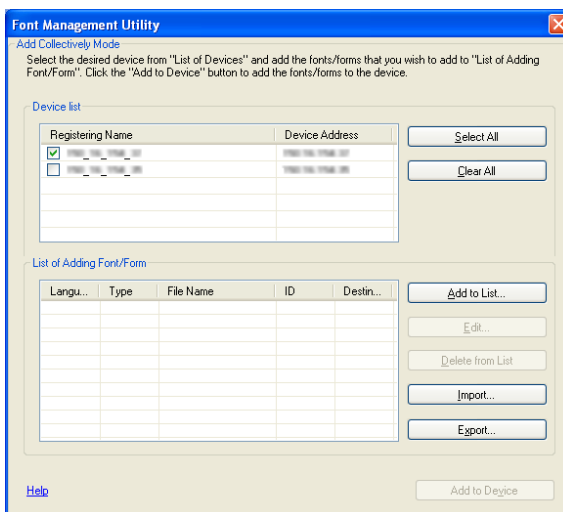 Font Management Utility
Add Collectively Mode
Select the desired device from "List of Devices" and add the fonts/forms that you wish to add to "List of Adding
Font/Form". Click the "Add to Device" button to add the fonts/forms to the device.
Device list
Registering Name Device Address
Select All
Clear All
List of Adding Font/Form
Langu... Type File Name ID Destin...
Add to List...
Edit...
Delete from List
Import...
Export...
Help
Add to Device